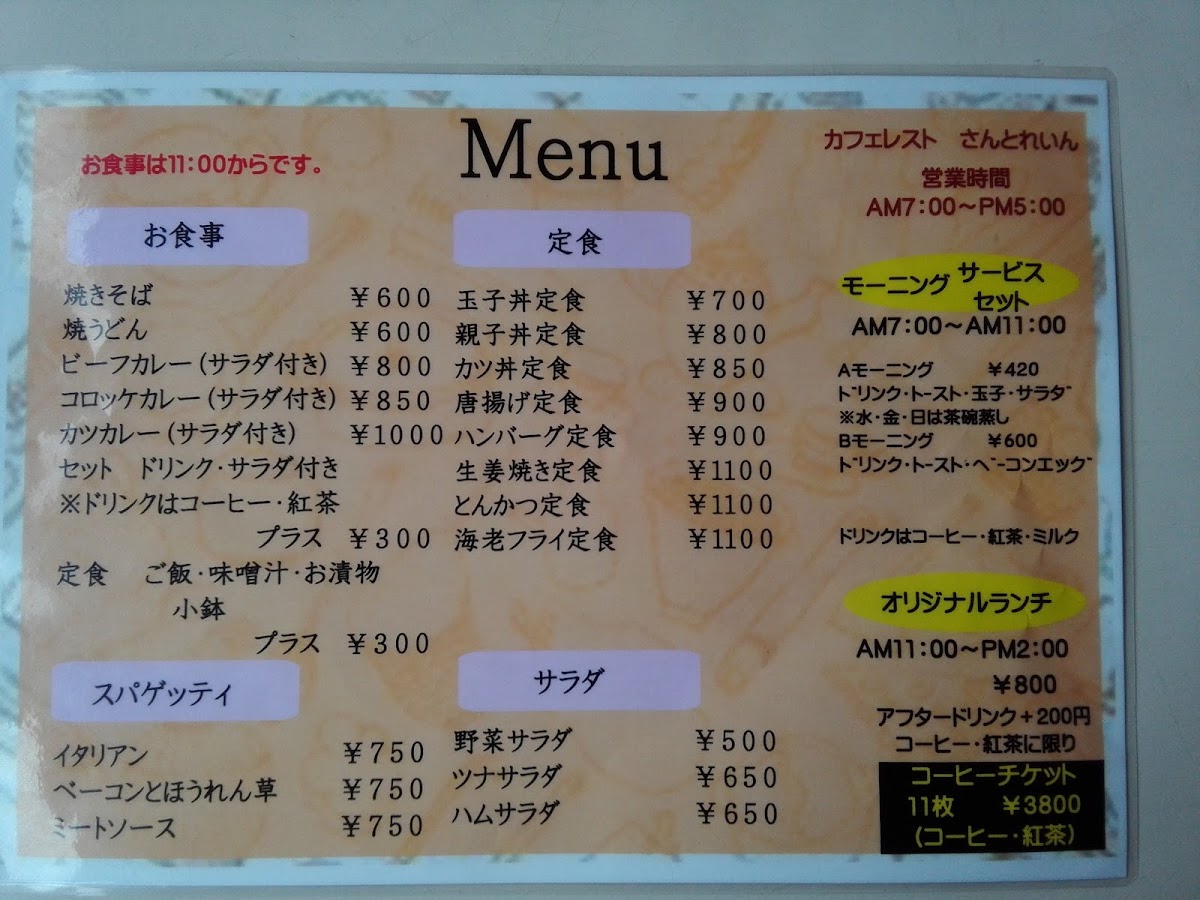 お食事は11:00からです。
Menu
カフェレスト　さんとれいん
営業時間
AM7:00～PM5:00
お食事
焼きそば ￥600
焼うどん ￥600
ビーフカレー(サラダ付き) ￥800
コロッケカレー(サラダ付き) ￥850
カツカレー(サラダ付き) ￥1000
セット　ドリンク・サラダ付き
※ドリンクはコーヒー・紅茶
プラス ￥300
定食　ご飯・味噌汁・お漬物
小鉢
プラス ￥300
定食
玉子丼定食 ￥700
親子丼定食 ￥800
カツ丼定食 ￥850
唐揚げ定食 ￥900
ハンバーグ定食 ￥900
生姜焼き定食 ￥1100
とんかつ定食 ￥1100
海老フライ定食 ￥1100
スパゲッティ
イタリアン ￥750
ベーコンとほうれん草 ￥750
ミートソース ￥750
サラダ
野菜サラダ ￥500
ツナサラダ ￥650
ハムサラダ ￥650
モーニング サービス
セット
AM7:00～AM11:00
Aモーニング ￥420
ドリンク・トースト・玉子・サラダ
※水・金・日は茶碗蒸し
Bモーニング ￥600
ドリンク・トースト・ベーコンエッグ
ドリンクはコーヒー・紅茶・ミルク
オリジナルランチ
AM11:00～PM2:00
￥800
アフタードリンク+200円
コーヒー・紅茶に限り
コーヒーチケット
11枚 ￥3800
(コーヒー・紅茶)